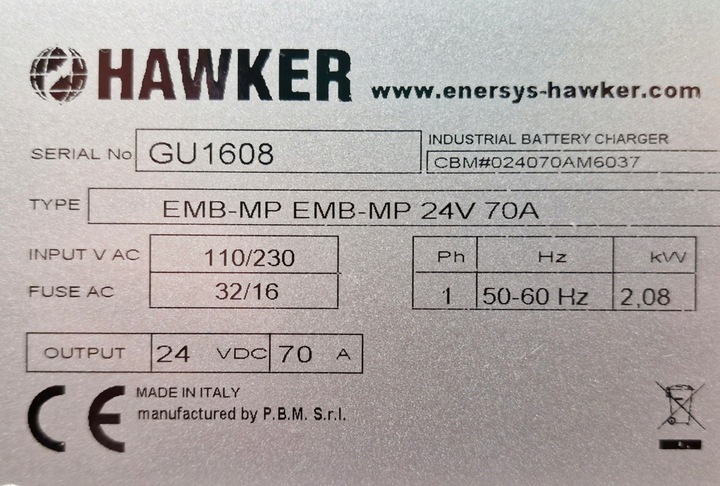 HAWKER www.enersys-hawker.com
SERIAL No GU1608
INDUSTRIAL BATTERY CHARGER
CBM#024070AM6037
TYPE EMB-MP EMB-MP 24V 70A
INPUT V AC 110/230 Ph Hz kW
FUSE AC 32/16 1 50-60 Hz 2,08
OUTPUT 24 VDC 70 A
CE MADE IN ITALY
manufactured by P.B.M. S.r.l.